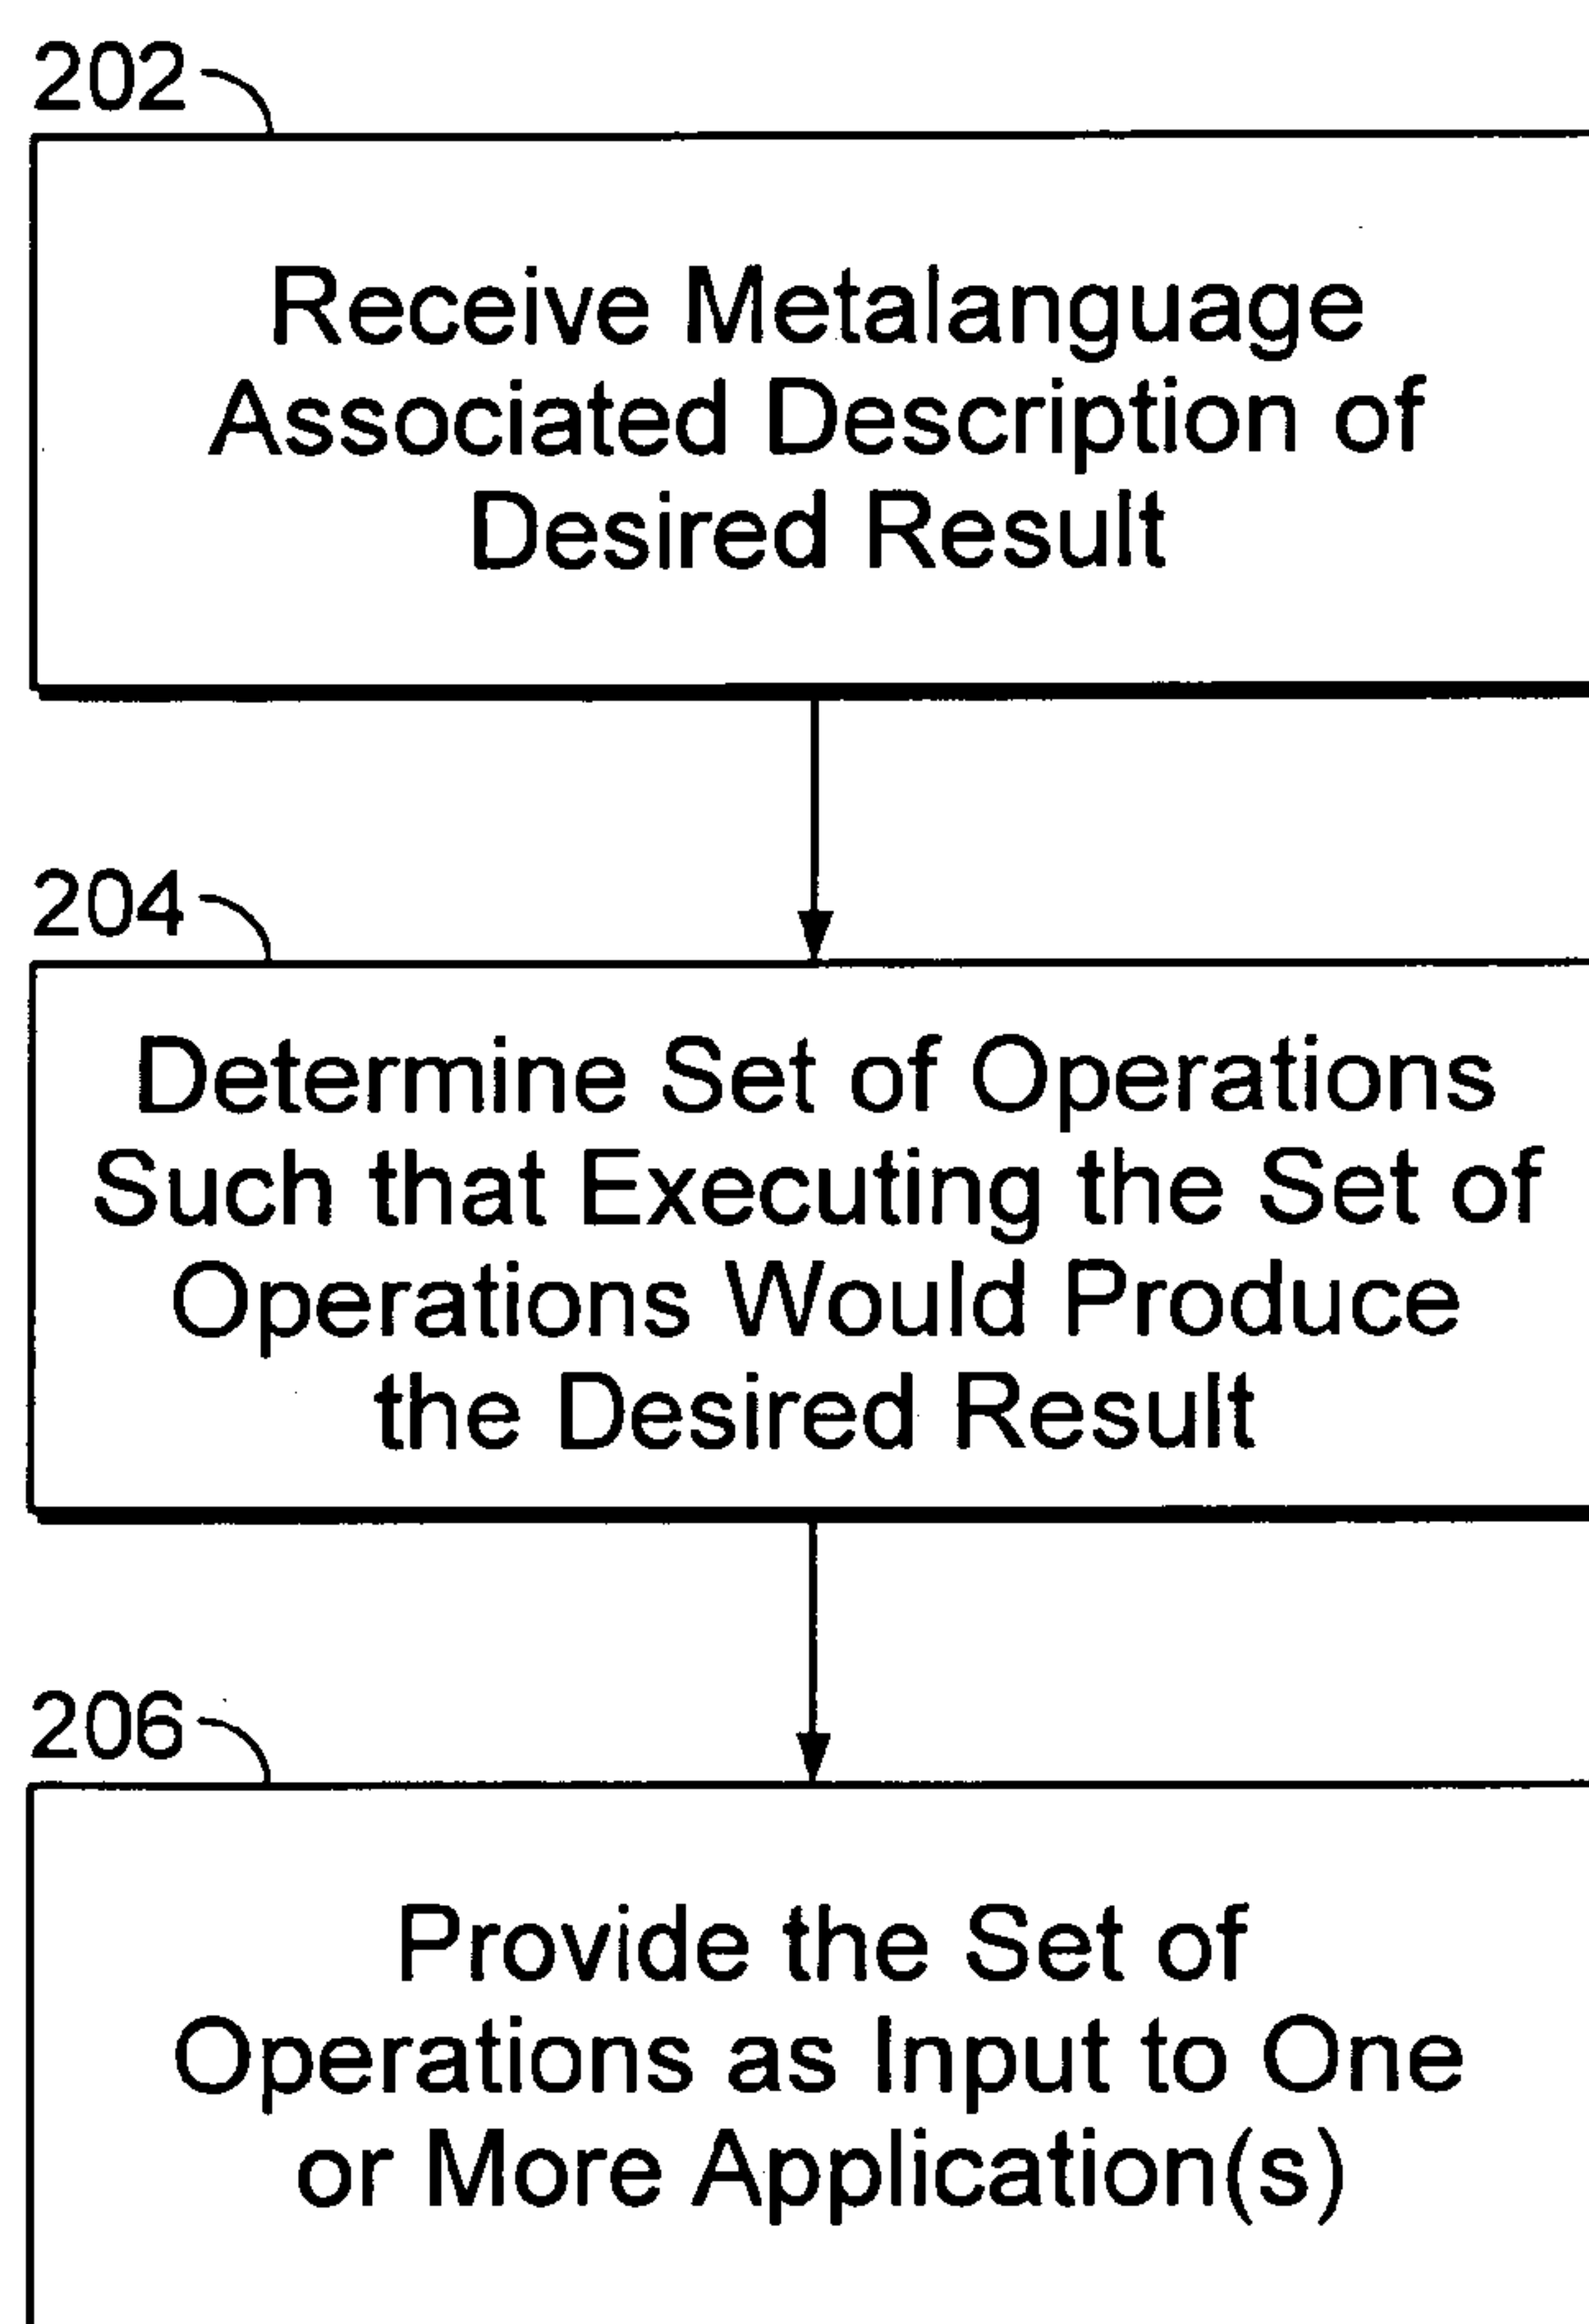 202
Receive Metalanguage
Associated Description of
Desired Result
204
Determine Set of Operations
Such that Executing the Set of
Operations Would Produce
the Desired Result
206
Provide the Set of
Operations as Input to One
or More Application(s)